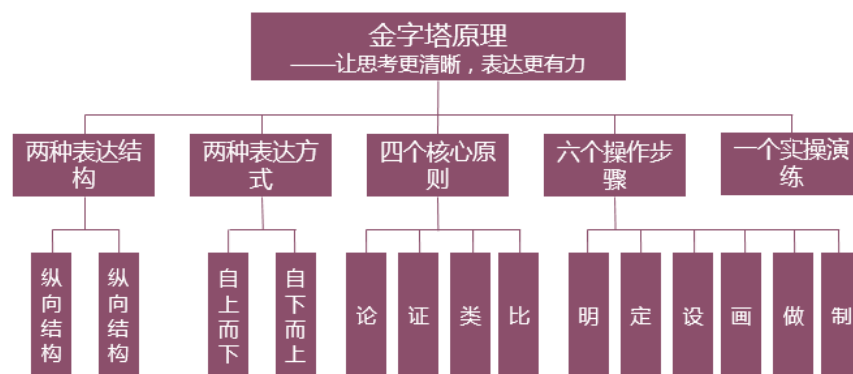 金字塔原理
——让思考更清晰，表达更有力
两种表达结
构
两种表达方
式
四个核心原
则
六个操作步
骤
一个实操演
练
纵向结构
纵向结构
自上而下
自下而上
论
证
类
比
明
定
设
画
做
制